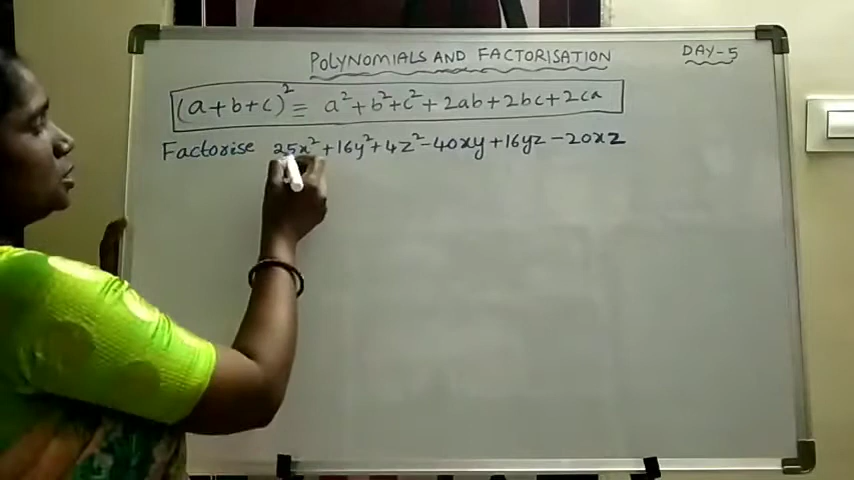 POLYNOMIALS AND FACTORISATION
DAY-5
(a+b+c)² = a²+b²+c²+2ab+2bc+2ca
Factorise 25x²+16y²+4z²-40xy+16yz-20xz